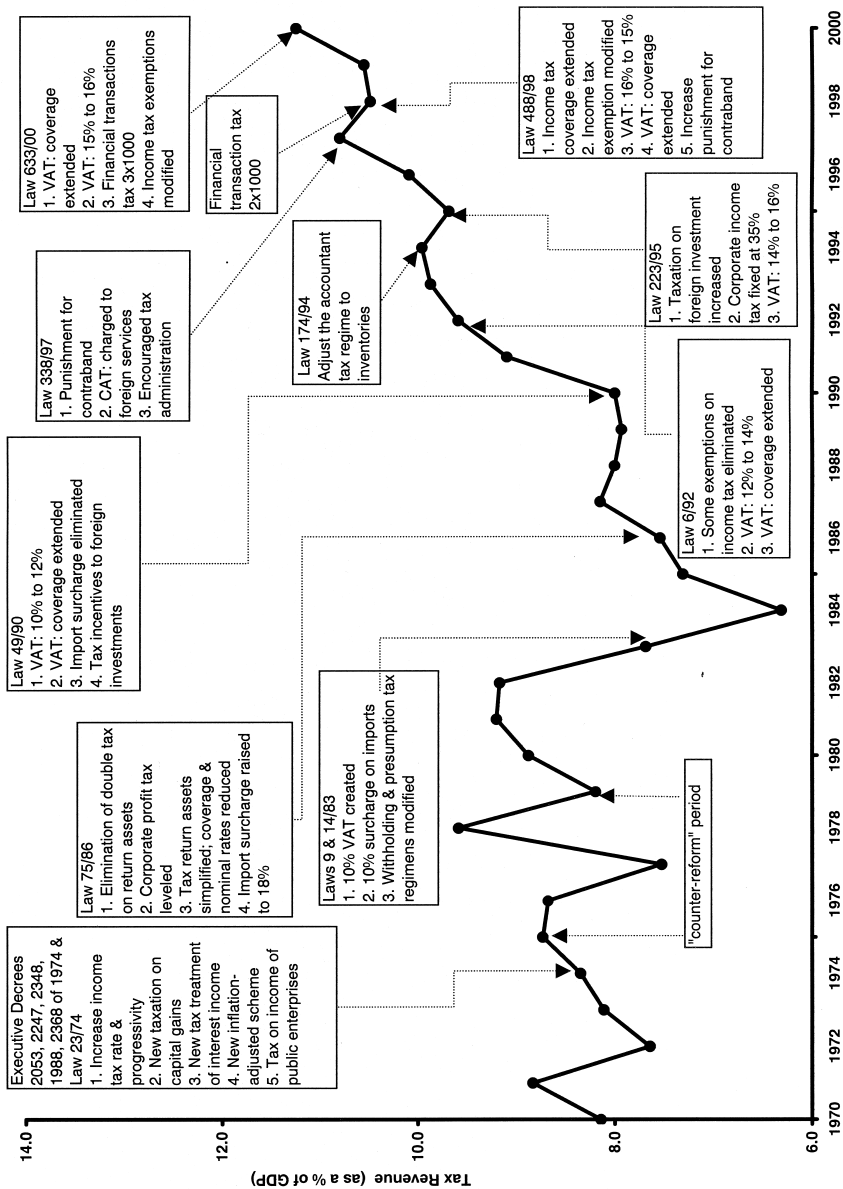 Tax Revenue (as a % of GDP)
14.0
12.0
10.0
8.0
6.0
Executive Decrees
2053, 2247, 2348,
1988, 2368 of 1974 &
Law 23/74
1. Increase income
tax rate &
progressivity
2. New taxation on
capital gains
3. New tax treatment
of interest income
4. New inflation-
adjusted scheme
5. Tax on income of
public enterprises
Law 75/86
1. Elimination of double tax
on return assets
2. Corporate profit tax
leveled
3. Tax return assets
simplified; coverage &
nominal rates reduced
4. Import surcharge raised
to 18%
Law 49/90
1. VAT: 10% to 12%
2. VAT: coverage extended
3. Import surcharge eliminated
4. Tax incentives to foreign
investments
Law 338/97
1. Punishment for
contraband
2. CAT: charged to
foreign services
3. Encouraged tax
administration
Law 633/00
1. VAT: coverage
extended
2. VAT: 15% to 16%
3. Financial transactions
tax 3x1000
4. Income tax exemptions
modified
Financial
transaction tax
2x1000
Law 174/94
Adjust the accountant
tax regime to
inventories
Laws 9 & 14/83
1. 10% VAT created
2. 10% surcharge on imports
3. Withholding & presumption tax
regimens modified
"counter-reform" period
Law 6/92
1. Some exemptions on
income tax eliminated
2. VAT: 12% to 14%
3. VAT: coverage extended
Law 223/95
1. Taxation on
foreign investment
increased
2. Corporate income
tax fixed at 35%
3. VAT: 14% to 16%
Law 488/98
1. Income tax
coverage extended
2. Income tax
exemption modified
3. VAT: 16% to 15%
4. VAT: coverage
extended
5. Increase
punishment for
contraband
1970
1972
1974
1976
1978
1980
1982
1984
1986
1988
1990
1992
1994
1996
1998
2000